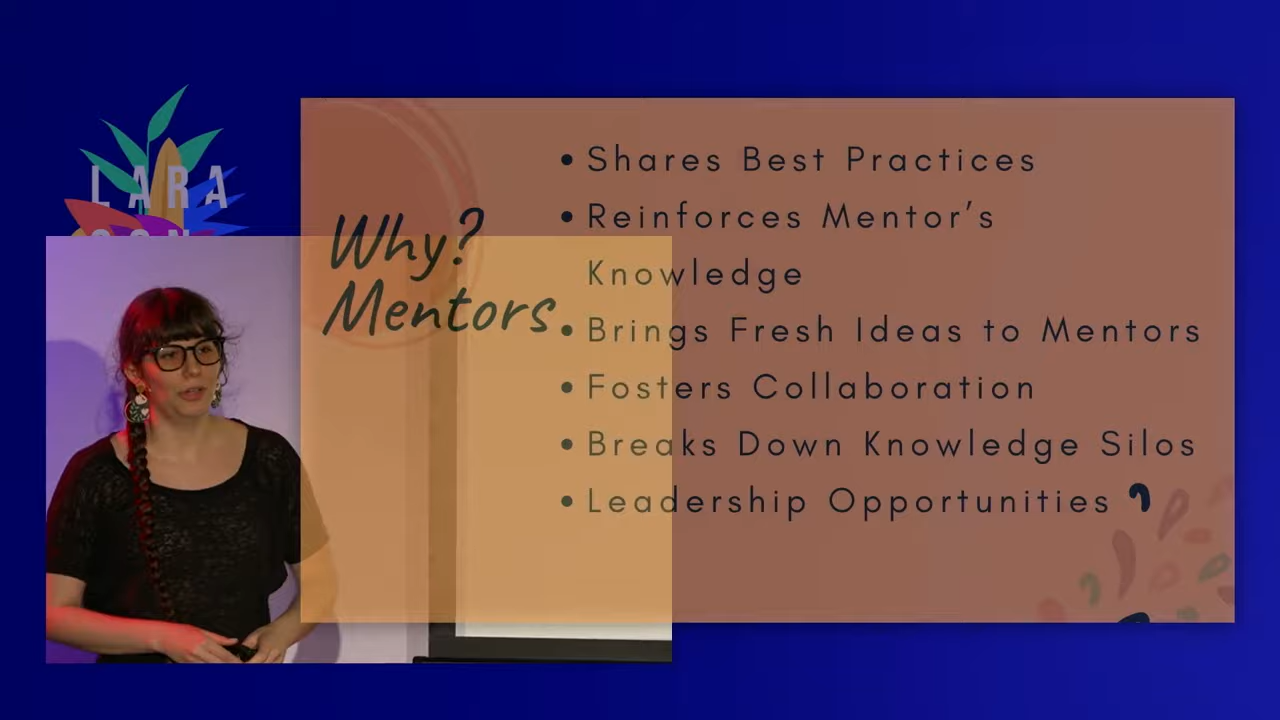 LARA
CON
Why?
Mentors
• Shares Best Practices
• Reinforces Mentor’s
Knowledge
• Brings Fresh Ideas to Mentors
• Fosters Collaboration
• Breaks Down Knowledge Silos
• Leadership Opportunities